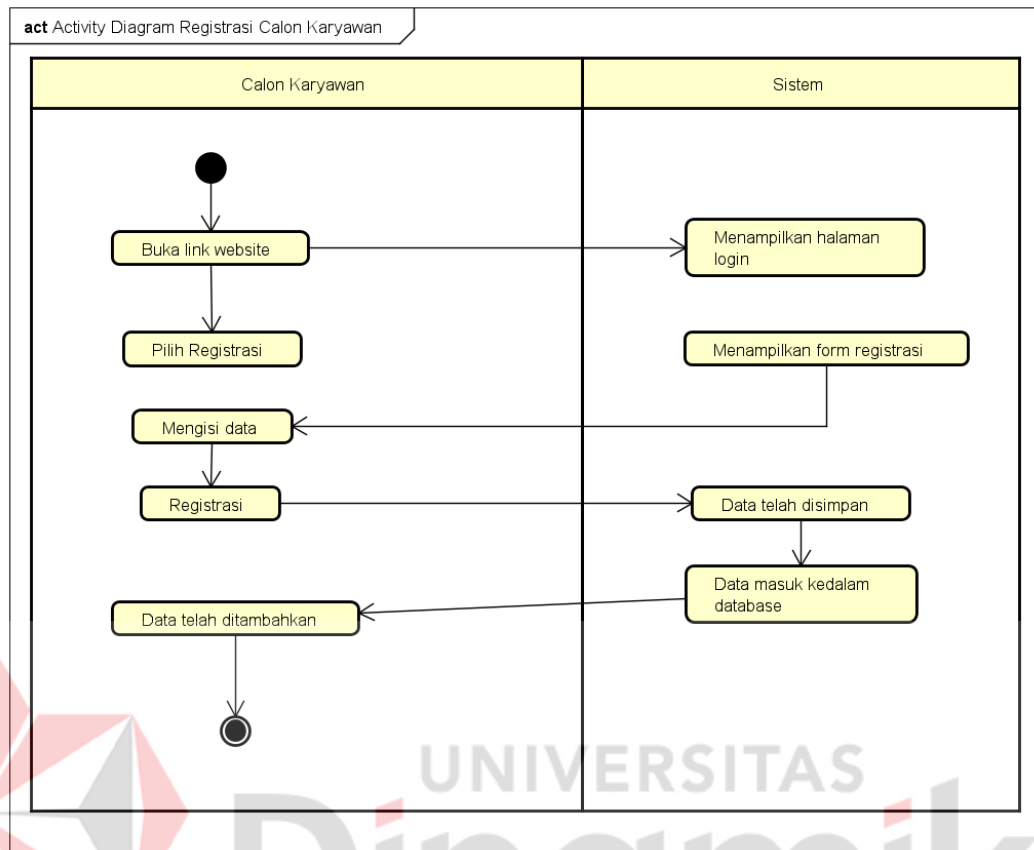 act Activity Diagram Registrasi Calon Karyawan
Calon Karyawan
Sistem
Buka link website
Menampilkan halaman
login
Pilih Registrasi
Menampilkan form registrasi
Mengisi data
Registrasi
Data telah disimpan
Data masuk kedalam
database
Data telah ditambahkan
UNIVERSITAS